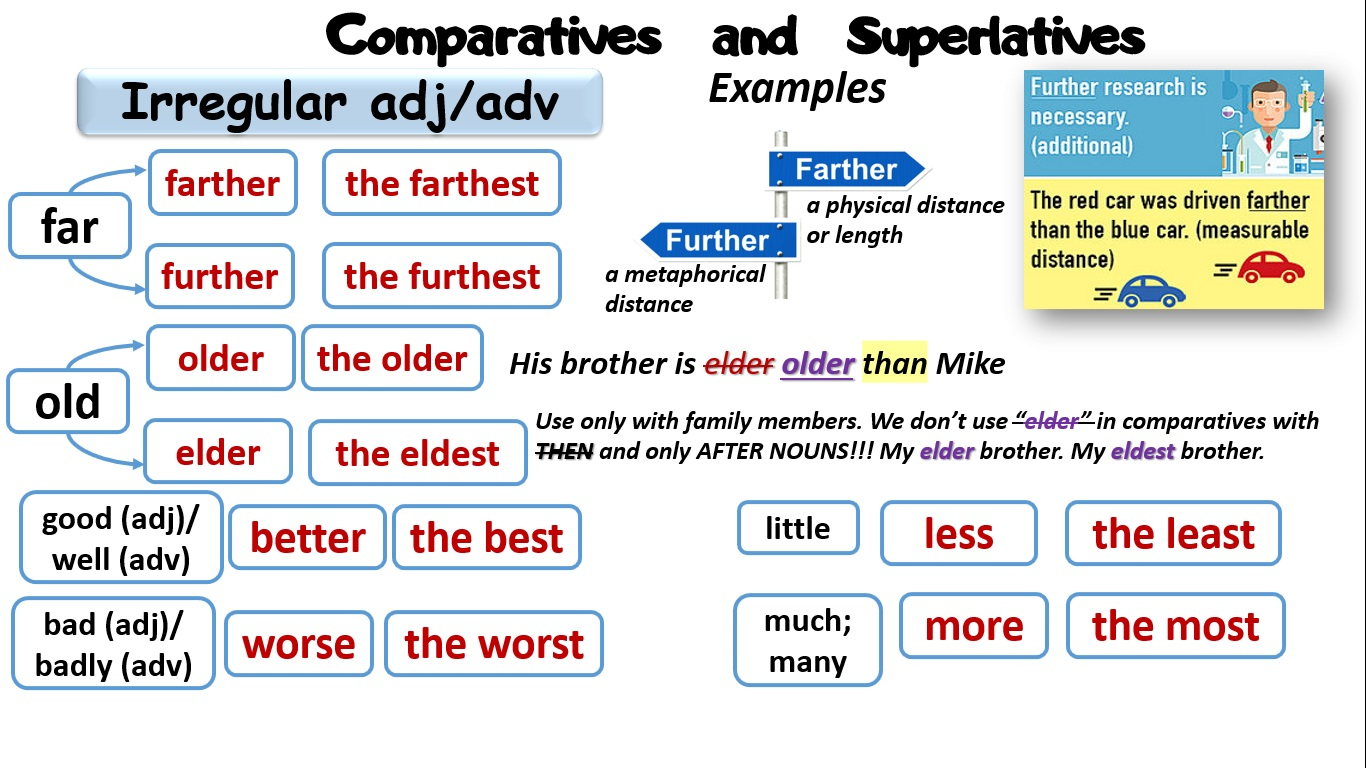 Comparatives and Superlatives
Irregular adj/adv
Examples
far
farther
the farthest
further
the furthest
Farther
a physical distance
or length
Further
a metaphorical
distance
Further research is
necessary.
(additional)
The red car was driven farther
than the blue car. (measurable
distance)
old
older
the older
elder
the eldest
His brother is elder older than Mike
Use only with family members. We don’t use “elder” in comparatives with
THEN and only AFTER NOUNS!!! My elder brother. My eldest brother.
good (adj)/
well (adv)
better
the best
little
less
the least
bad (adj)/
badly (adv)
worse
the worst
much;
many
more
the most